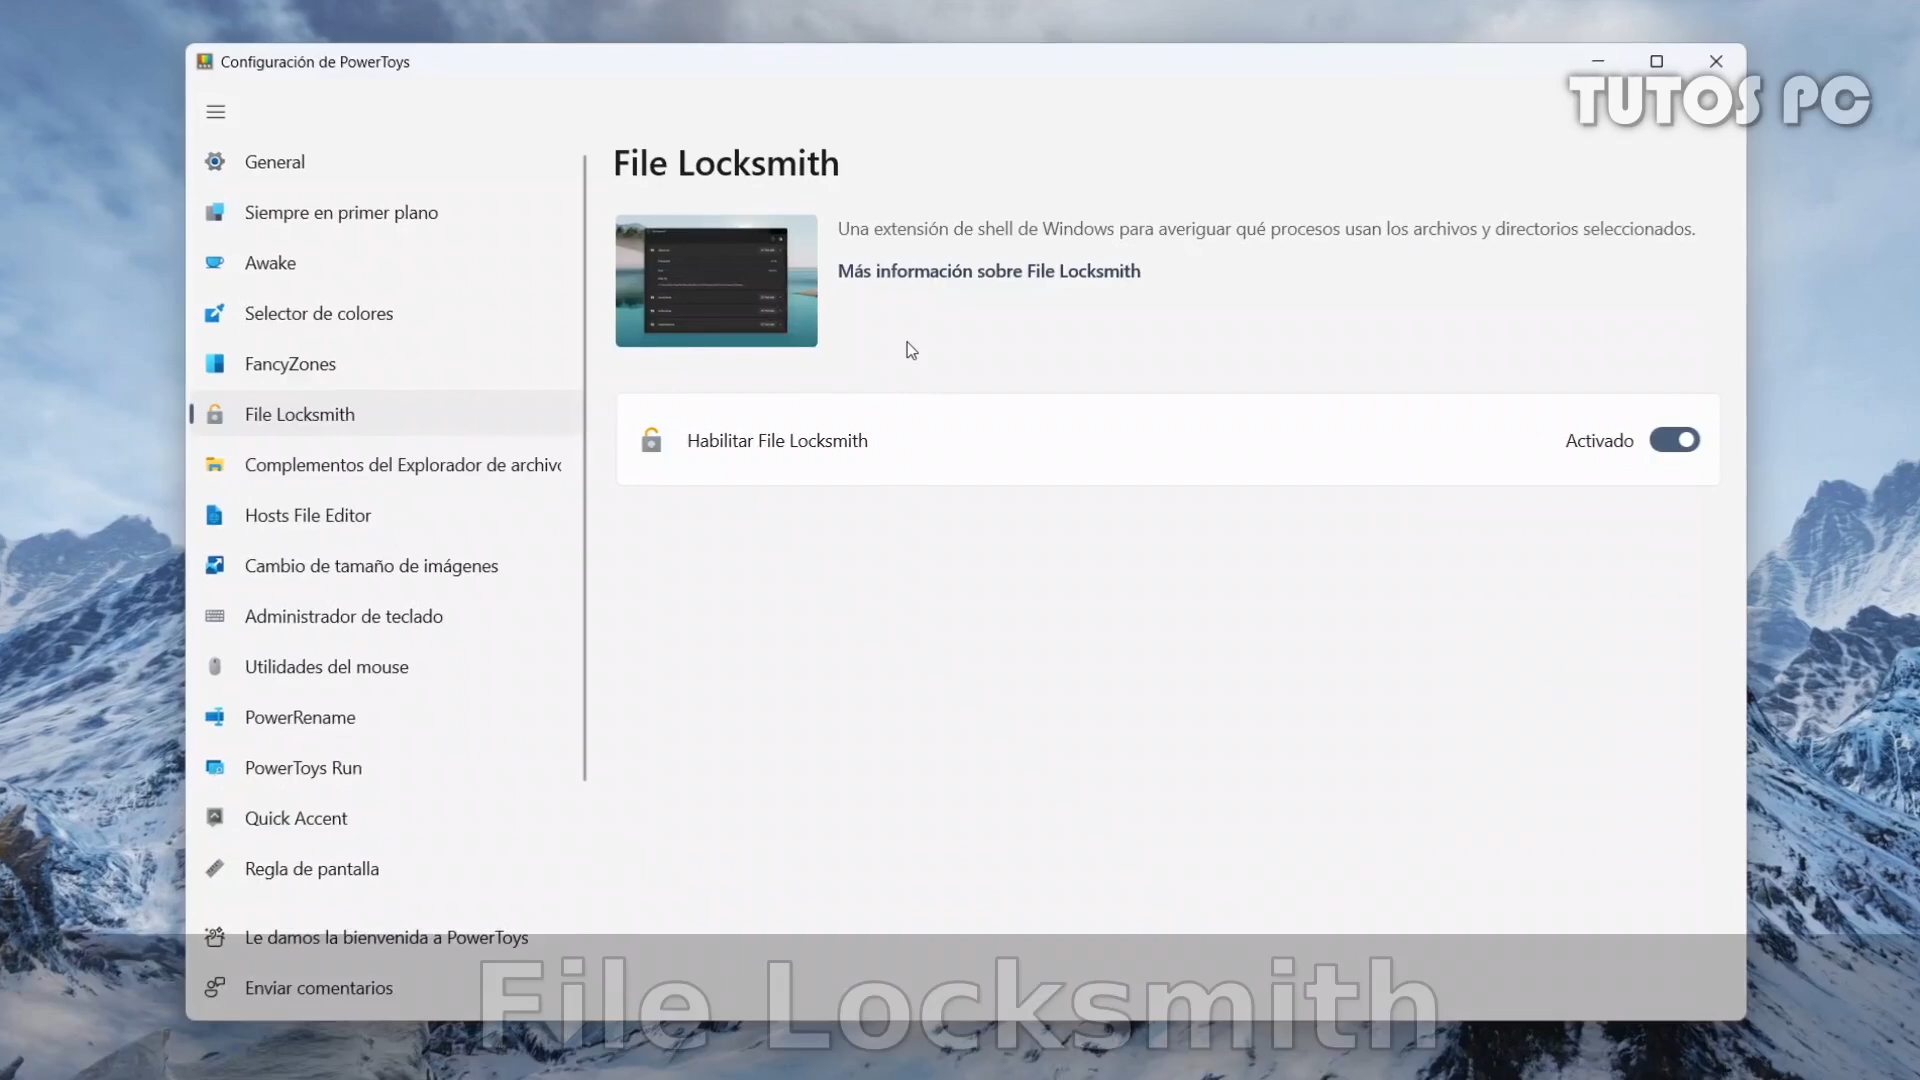 Configuración de PowerToys
TUTOS PC
General
Siempre en primer plano
Awake
Selector de colores
FancyZones
File Locksmith
Complementos del Explorador de archivo
Hosts File Editor
Cambio de tamaño de imágenes
Administrador de teclado
Utilidades del mouse
PowerRename
PowerToys Run
Quick Accent
Regla de pantalla
Le damos la bienvenida a PowerToys
Enviar comentarios
File Locksmith
Una extensión de shell de Windows para averiguar qué procesos usan los archivos y directorios seleccionados.
Más información sobre File Locksmith
Habilitar File Locksmith
Activado
File Locksmith